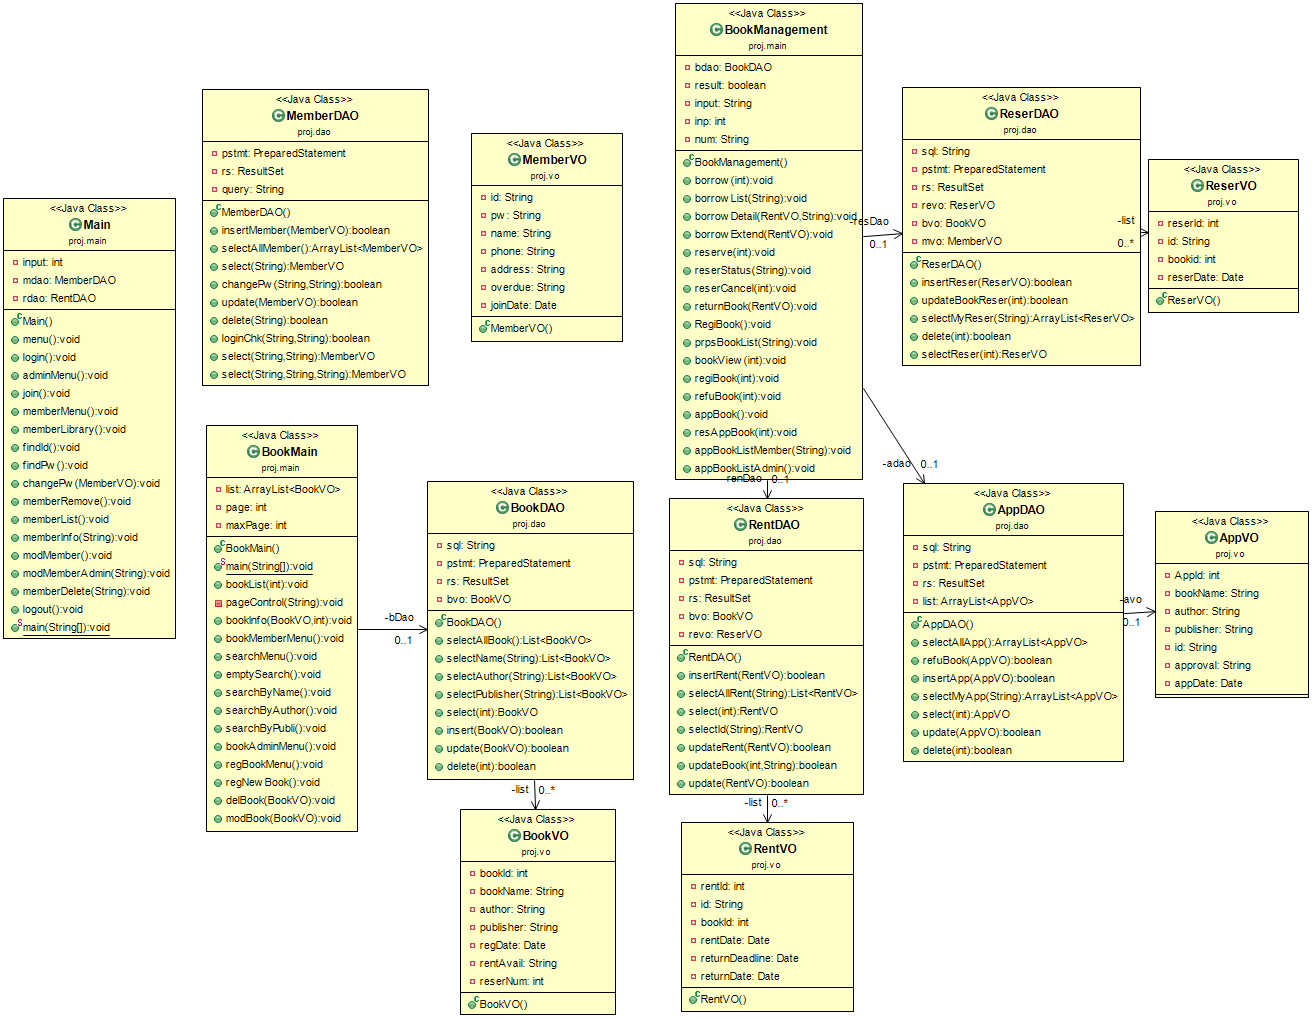 <<Java Class>>
Main
proj.main
input: int
mdao: MemberDAO
rdao: RentDAO
Main()
menu():void
login():void
adminMenu():void
join():void
memberMenu():void
memberLibrary():void
findId():void
findPw():void
changePw(MemberVO):void
memberRemove():void
memberList():void
memberInfo(String):void
modMember():void
modMemberAdmin(String):void
memberDelete(String):void
logout():void
main(String[]):void
<<Java Class>>
MemberDAO
proj.dao
pstmt: PreparedStatement
rs: ResultSet
query: String
MemberDAO()
insertMember(MemberVO):boolean
selectAllMember():ArrayList<MemberVO>
select(String):MemberVO
changePw(String,String):boolean
update(MemberVO):boolean
delete(String):boolean
loginChk(String,String):boolean
select(String,String):MemberVO
select(String,String,String):MemberVO
<<Java Class>>
MemberVO
proj.vo
id: String
pw: String
name: String
phone: String
address: String
overdue: String
joinDate: Date
MemberVO()
<<Java Class>>
BookManagement
proj.main
bdao: BookDAO
result: boolean
input: String
inp: int
num: String
BookManagement()
borrow(int):void
borrowList(String):void
borrowDetail(RentVO,String):void
borrowExtend(RentVO):void
reserve(int):void
reserStatus(String):void
reserCancel(int):void
returnBook(RentVO):void
RegiBook():void
prpsBookList(String):void
bookView(int):void
regiBook(int):void
refuBook(int):void
appBook():void
resAppBook(int):void
appBookListMember(String):void
appBookListAdmin():void
-resDao
0..1
<<Java Class>>
ReserDAO
proj.dao
sql: String
pstmt: PreparedStatement
rs: ResultSet
revo: ReserVO
bvo: BookVO
mvo: MemberVO
ReserDAO()
insertReser(ReserVO):boolean
updateBookReser(int):boolean
selectMyReser(String):ArrayList<ReserVO>
delete(int):boolean
selectReser(int):ReserVO
-list
0..*
<<Java Class>>
ReserVO
proj.vo
reserId: int
id: String
bookid: int
reserDate: Date
ReserVO()
<<Java Class>>
BookMain
proj.main
list: ArrayList<BookVO>
page: int
maxPage: int
BookMain()
main(String[]):void
bookList(int):void
pageControl(String):void
bookInfo(BookVO,int):void
bookMemberMenu():void
searchMenu():void
emptySearch():void
searchByName():void
searchByAuthor():void
searchByPubli():void
bookAdminMenu():void
regBookMenu():void
regNewBook():void
delBook(BookVO):void
modBook(BookVO):void
-bDao
0..1
<<Java Class>>
BookDAO
proj.dao
sql: String
pstmt: PreparedStatement
rs: ResultSet
bvo: BookVO
BookDAO()
selectAllBook():List<BookVO>
selectName(String):List<BookVO>
selectAuthor(String):List<BookVO>
selectPublisher(String):List<BookVO>
select(int):BookVO
insert(BookVO):boolean
update(BookVO):boolean
delete(int):boolean
-list 0..*
<<Java Class>>
BookVO
proj.vo
bookId: int
bookName: String
author: String
publisher: String
regDate: Date
rentAvail: String
reserNum: int
BookVO()
renDao 0..1
<<Java Class>>
RentDAO
proj.dao
sql: String
pstmt: PreparedStatement
rs: ResultSet
bvo: BookVO
revo: ReserVO
RentDAO()
insertRent(RentVO):boolean
selectAllRent(String):List<RentVO>
select(int):RentVO
selectId(String):RentVO
updateRent(RentVO):boolean
updateBook(int,String):boolean
update(RentVO):boolean
-list 0..*
<<Java Class>>
RentVO
proj.vo
rentId: int
id: String
bookId: int
rentDate: Date
returnDeadline: Date
returnDate: Date
RentVO()
-adao 0..1
<<Java Class>>
AppDAO
proj.dao
sql: String
pstmt: PreparedStatement
rs: ResultSet
list: ArrayList<AppVO>
AppDAO()
selectAllApp():ArrayList<AppVO>
refuBook(AppVO):boolean
insertApp(AppVO):boolean
selectMyApp(String):ArrayList<AppVO>
select(int):AppVO
update(AppVO):boolean
delete(int):boolean
-avo
0..1
<<Java Class>>
AppVO
proj.vo
AppId: int
bookName: String
author: String
publisher: String
id: String
approval: String
appDate: Date